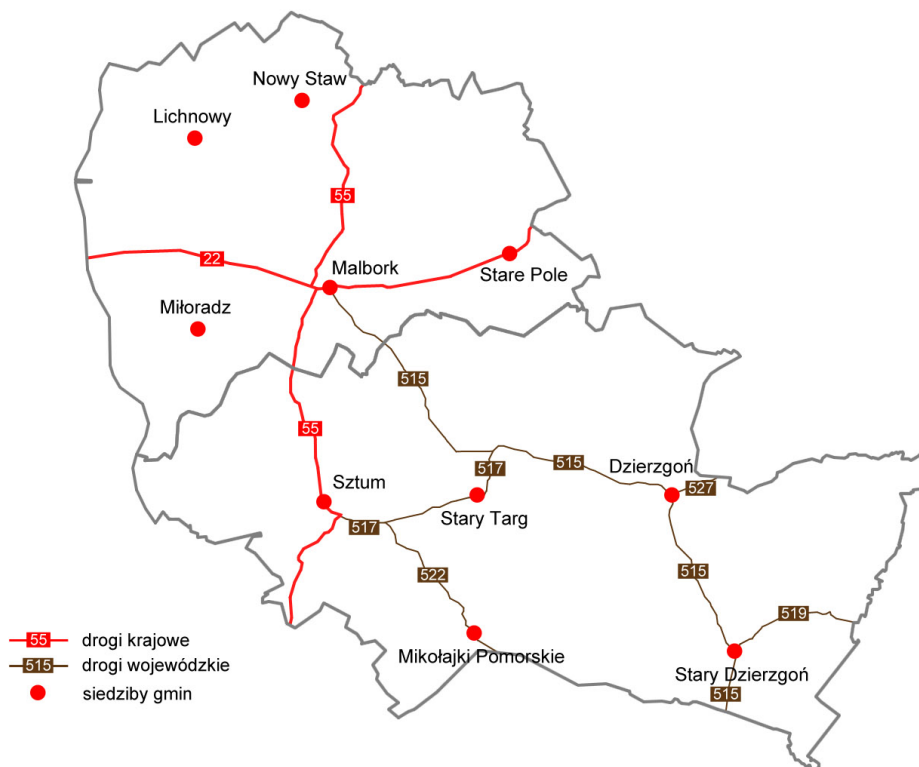 Nowy Staw
Lichnowy
55
22
Malbork
Stare Pole
Miłoradz
515
55
517
515
Dzierzgoń
527
Sztum
Stary Targ
517
522
515
519
55 drogi krajowe
515 drogi wojewódzkie
siedziby gmin
Mikołajki Pomorskie
Stary Dzierzgoń
515